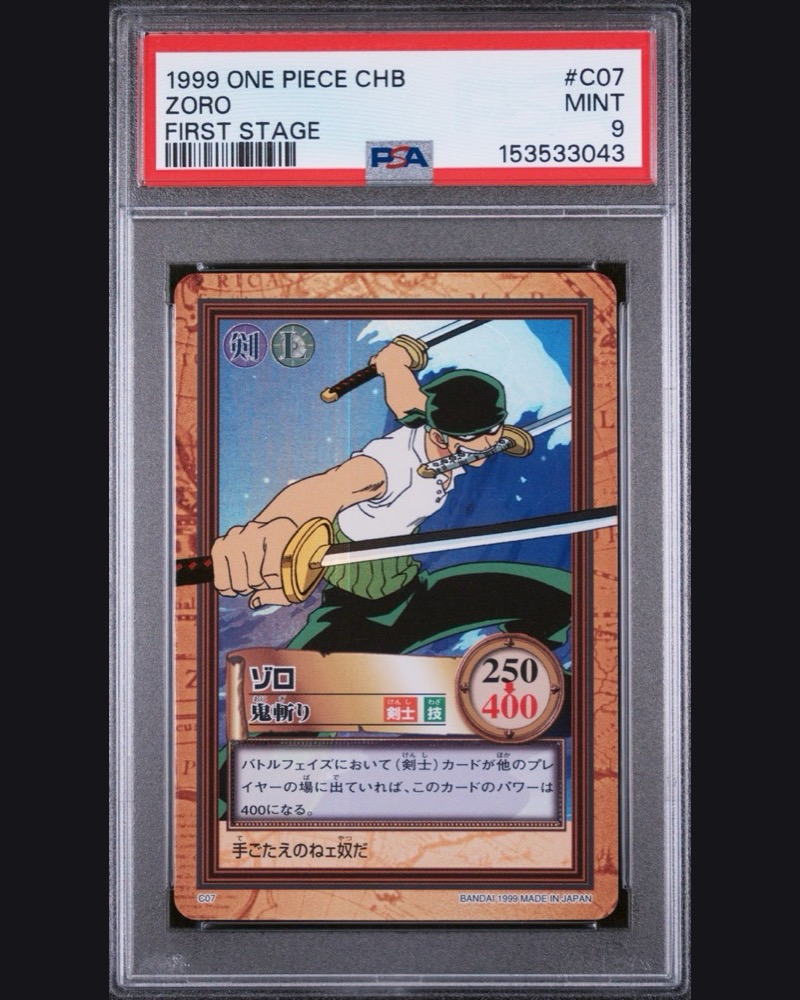 1999 ONE PIECE CHB #C07
ZORO MINT
FIRST STAGE 9
PSA 153533043
剣 I
ゾロ
鬼斬り 剣士 技
250
400
バトルフェイズにおいて(剣士)カードが他のプレ
イヤーの場に出ていれば、このカードのパワーは
400になる。
手ごたえのねェ奴だ
C07 BANDAI 1999 MADE IN JAPAN